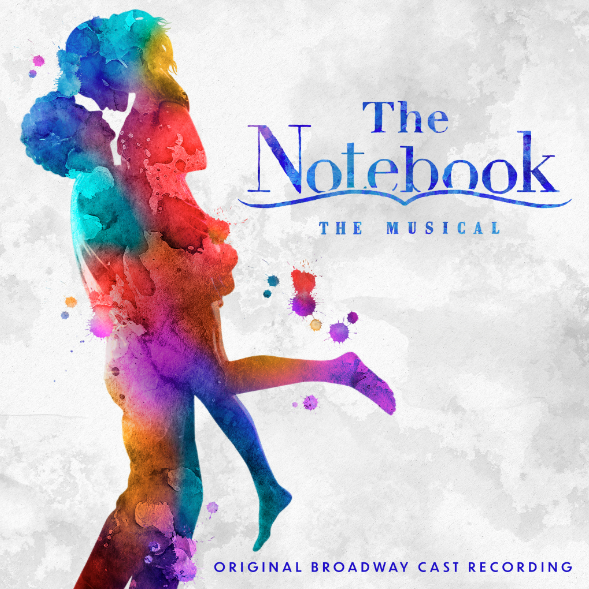 The
Notebook
THE MUSICAL
ORIGINAL BROADWAY CAST RECORDING